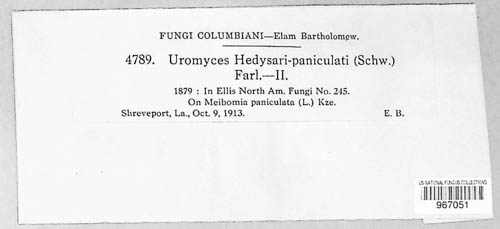 FUNGI COLUMBIANI—Elam Bartholomew.
4789. Uromyces Hedysari-paniculati (Schw.)
Farl.—II.
1879 : In Ellis North Am. Fungi No. 245.
On Meibomia paniculata (L.) Kze.
Shreveport, La., Oct. 9, 1913. E. B.
US NATIONAL FUNGUS COLLECTIONS
967051